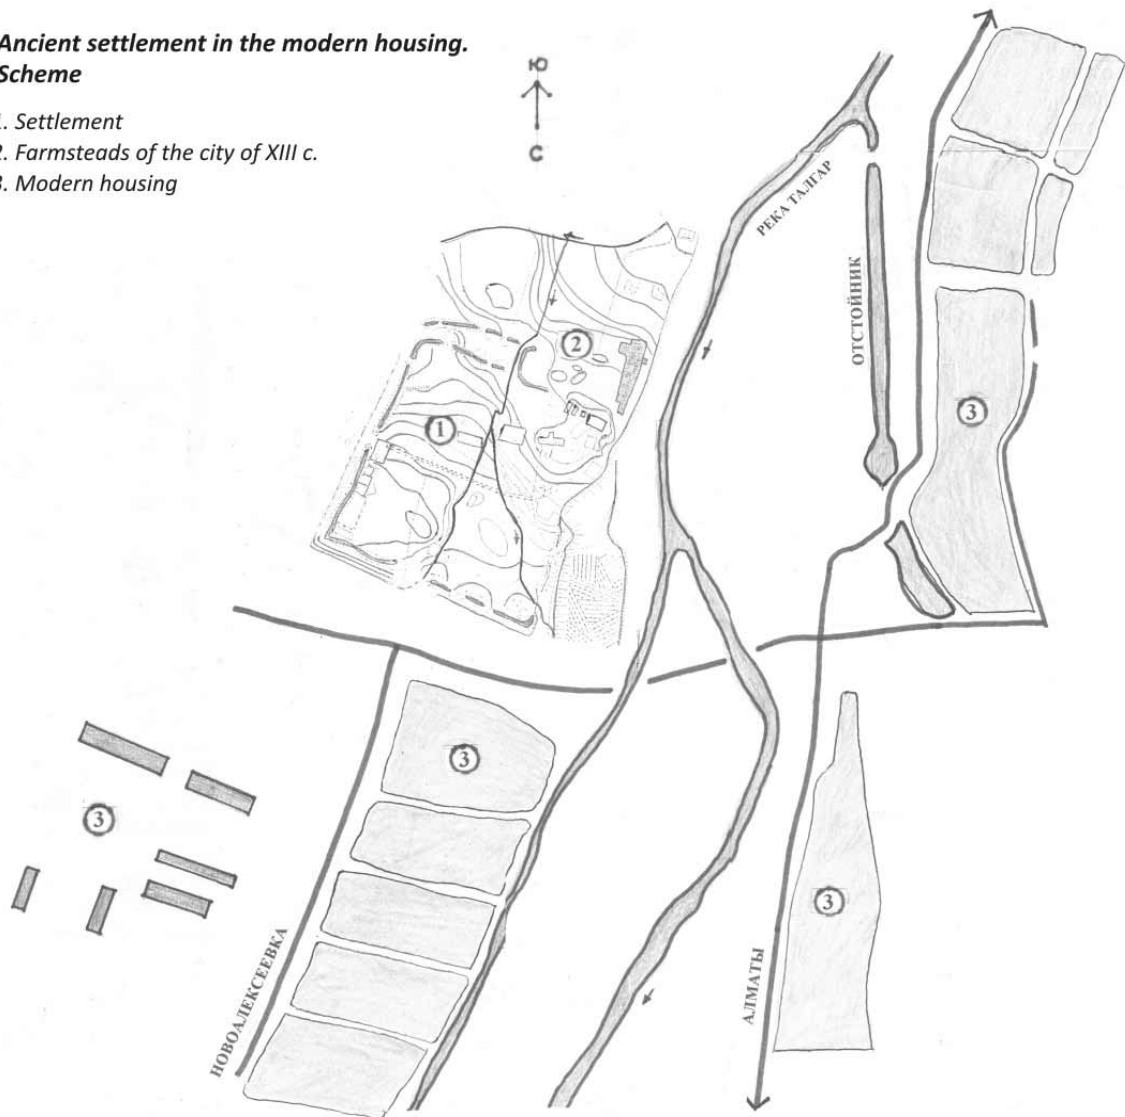 Ancient settlement in the modern housing.
Scheme
1. Settlement
2. Farmsteads of the city of XIII c.
3. Modern housing
Ю
С
РЕКА ТАЛГАР
ОТСТОЙНИК
2
3
1
3
3
3
НОВОАЛЕКСЕЕВКА
АЛМАТЫ